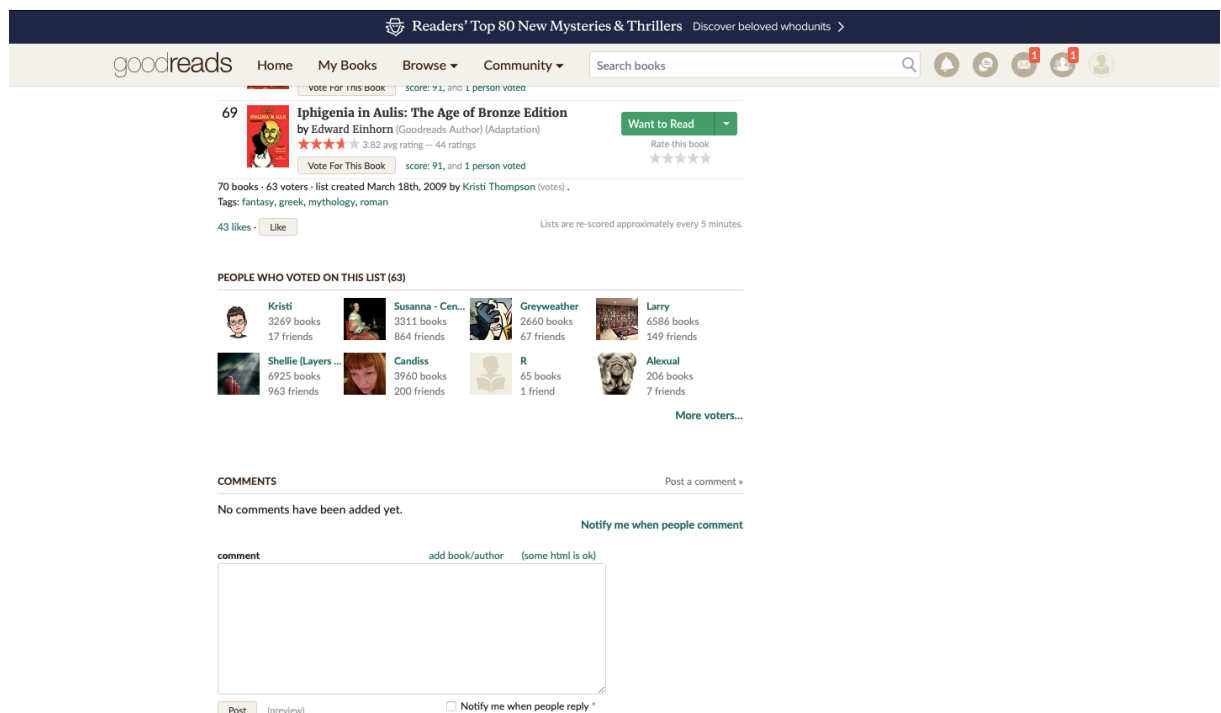 Readers' Top 80 New Mysteries & Thrillers Discover beloved whodunits
goodreads Home My Books Browse Community Search books 1 1
Vote For This Book score: 91, and 1 person voted
69 Iphigenia in Aulis: The Age of Bronze Edition
by Edward Einhorn (Goodreads Author) (Adaptation)
3.82 avg rating — 44 ratings
Vote For This Book score: 91, and 1 person voted
Want to Read
Rate this book
70 books · 63 voters · list created March 18th, 2009 by Kristi Thompson (votes) .
Tags: fantasy, greek, mythology, roman
43 likes · Like
Lists are re-scored approximately every 5 minutes.
PEOPLE WHO VOTED ON THIS LIST (63)
Kristi
3269 books
17 friends
Susanna - Cen...
3311 books
864 friends
Greyweather
2660 books
67 friends
Larry
6586 books
149 friends
Shellie (Layers ...
6925 books
963 friends
Candiss
3960 books
200 friends
R
65 books
1 friend
Alexual
206 books
7 friends
More voters...
COMMENTS Post a comment »
No comments have been added yet.
Notify me when people comment
comment add book/author (some html is ok)
Post (preview) Notify me when people reply *